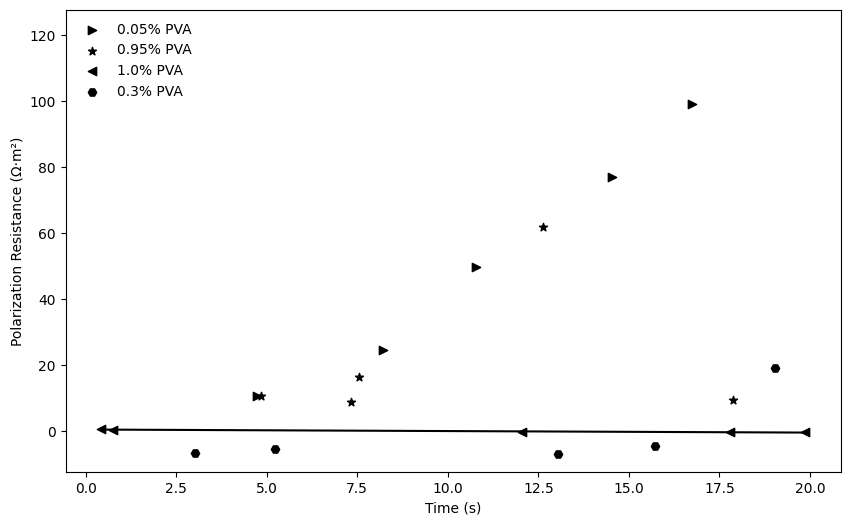 0.05% PVA
0.95% PVA
1.0% PVA
0.3% PVA
120
100
80
60
40
20
0
Polarization Resistance (Ω·m²)
0.0 2.5 5.0 7.5 10.0 12.5 15.0 17.5 20.0
Time (s)